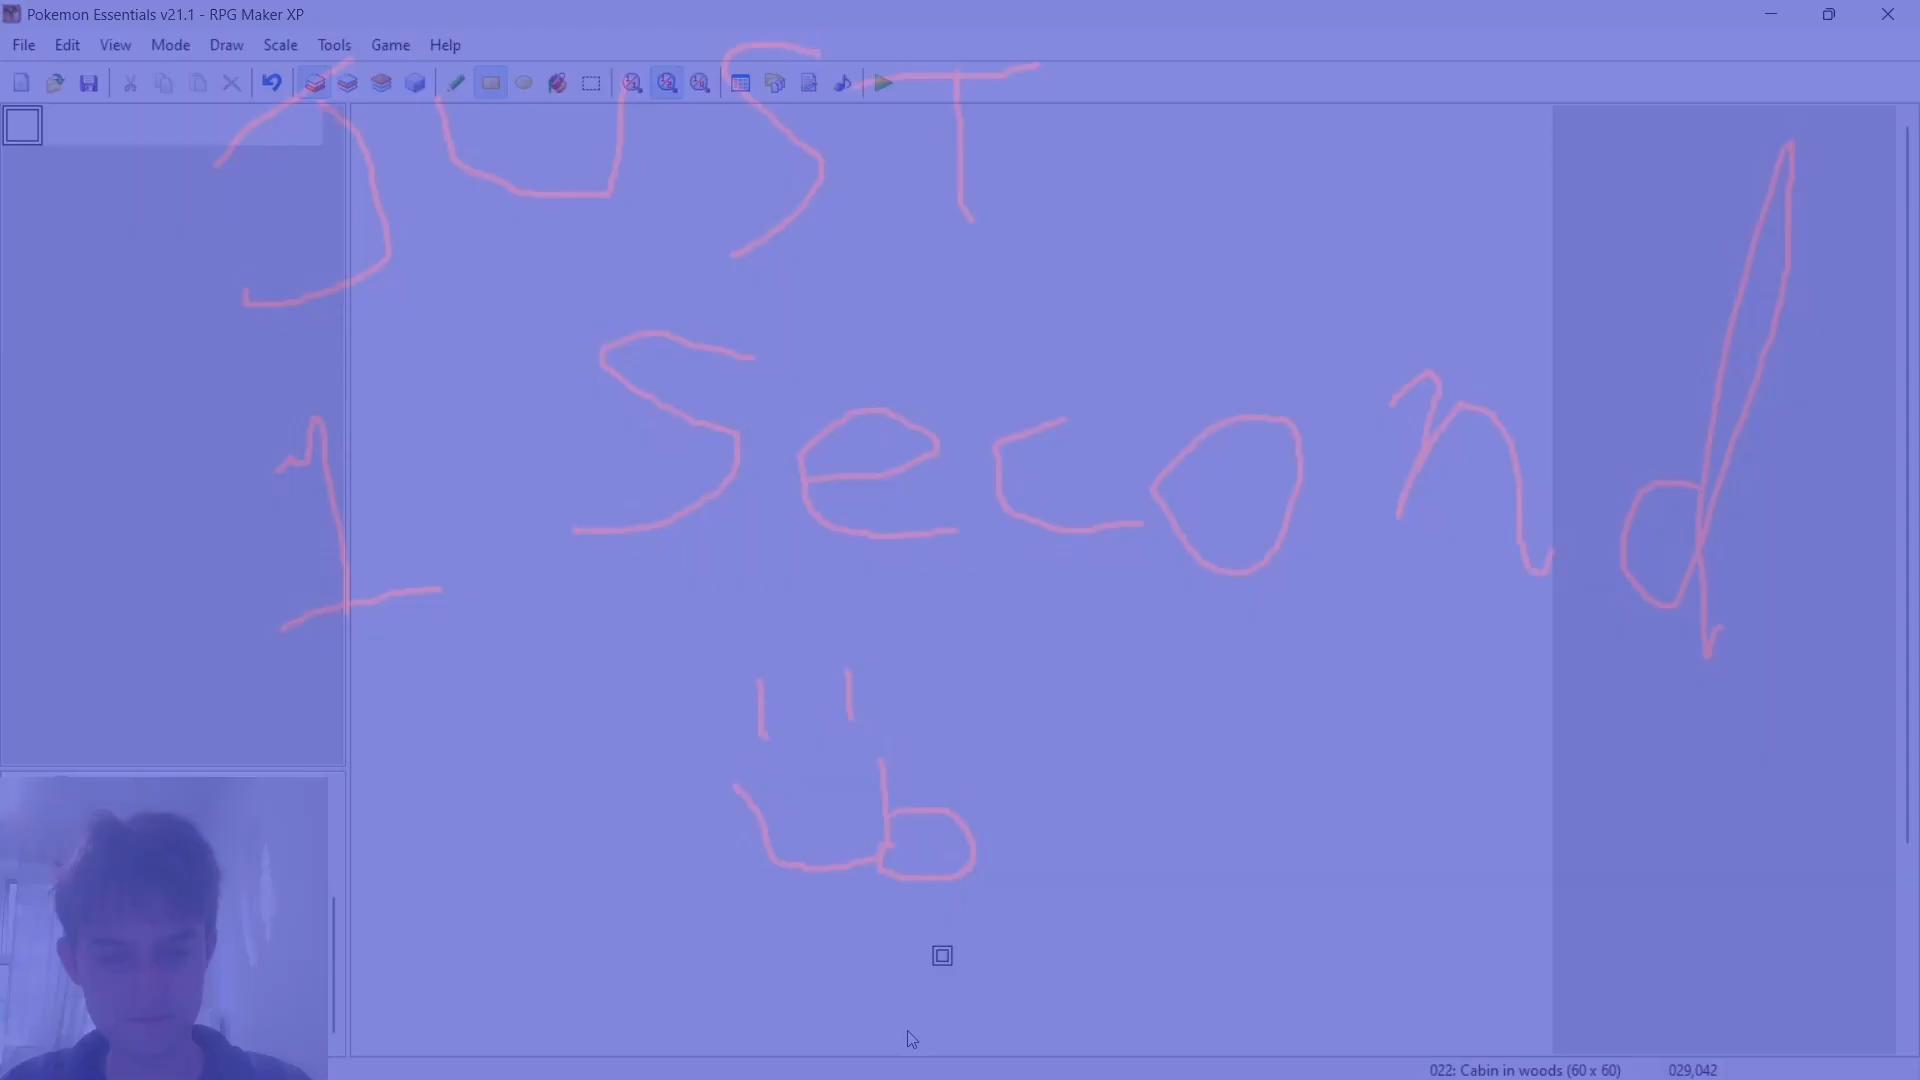 Pokemon Essentials v21.1 - RPG Maker XP
File Edit View Mode Draw Scale Tools Game Help
JUST
1 Second
022: Cabin in woods (60 x 60) 029,042